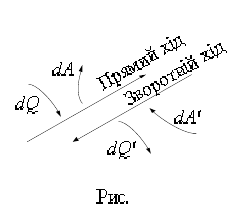 Прямий хід
Зворотній хід
dA
dQ
dA'
dQ'
Рис.